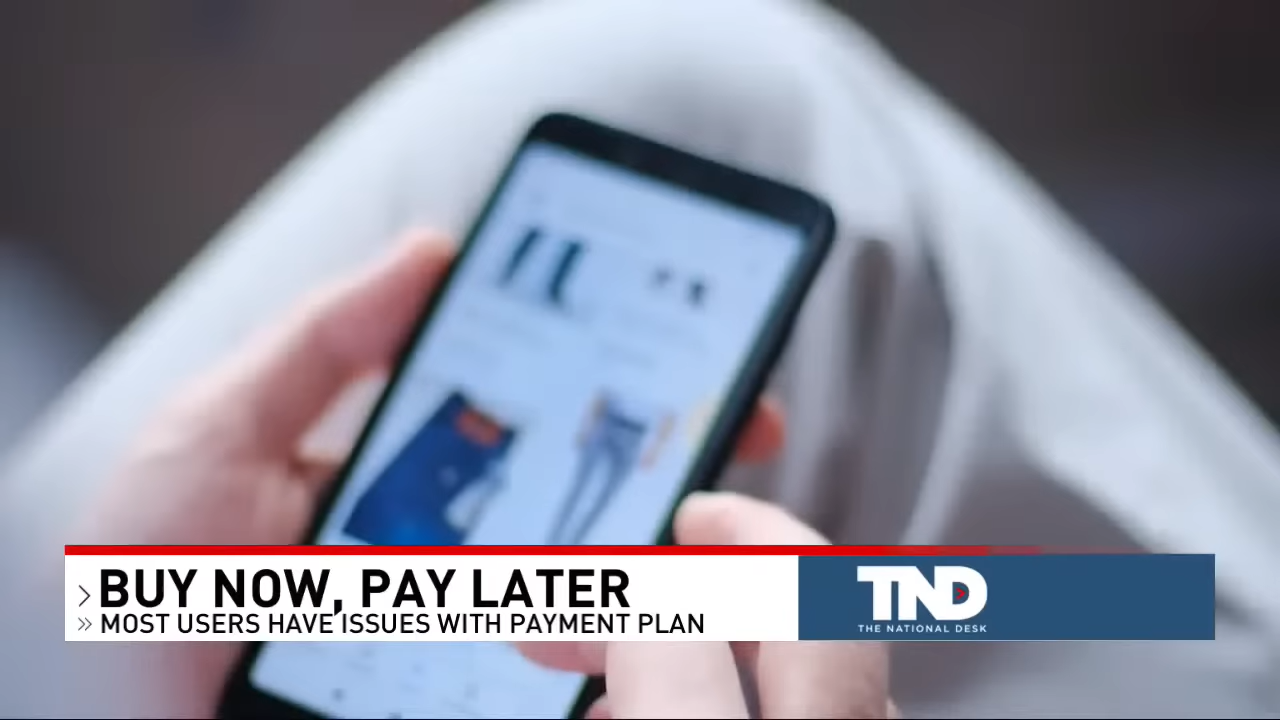 BUY NOW, PAY LATER
MOST USERS HAVE ISSUES WITH PAYMENT PLAN
TND
THE NATIONAL DESK